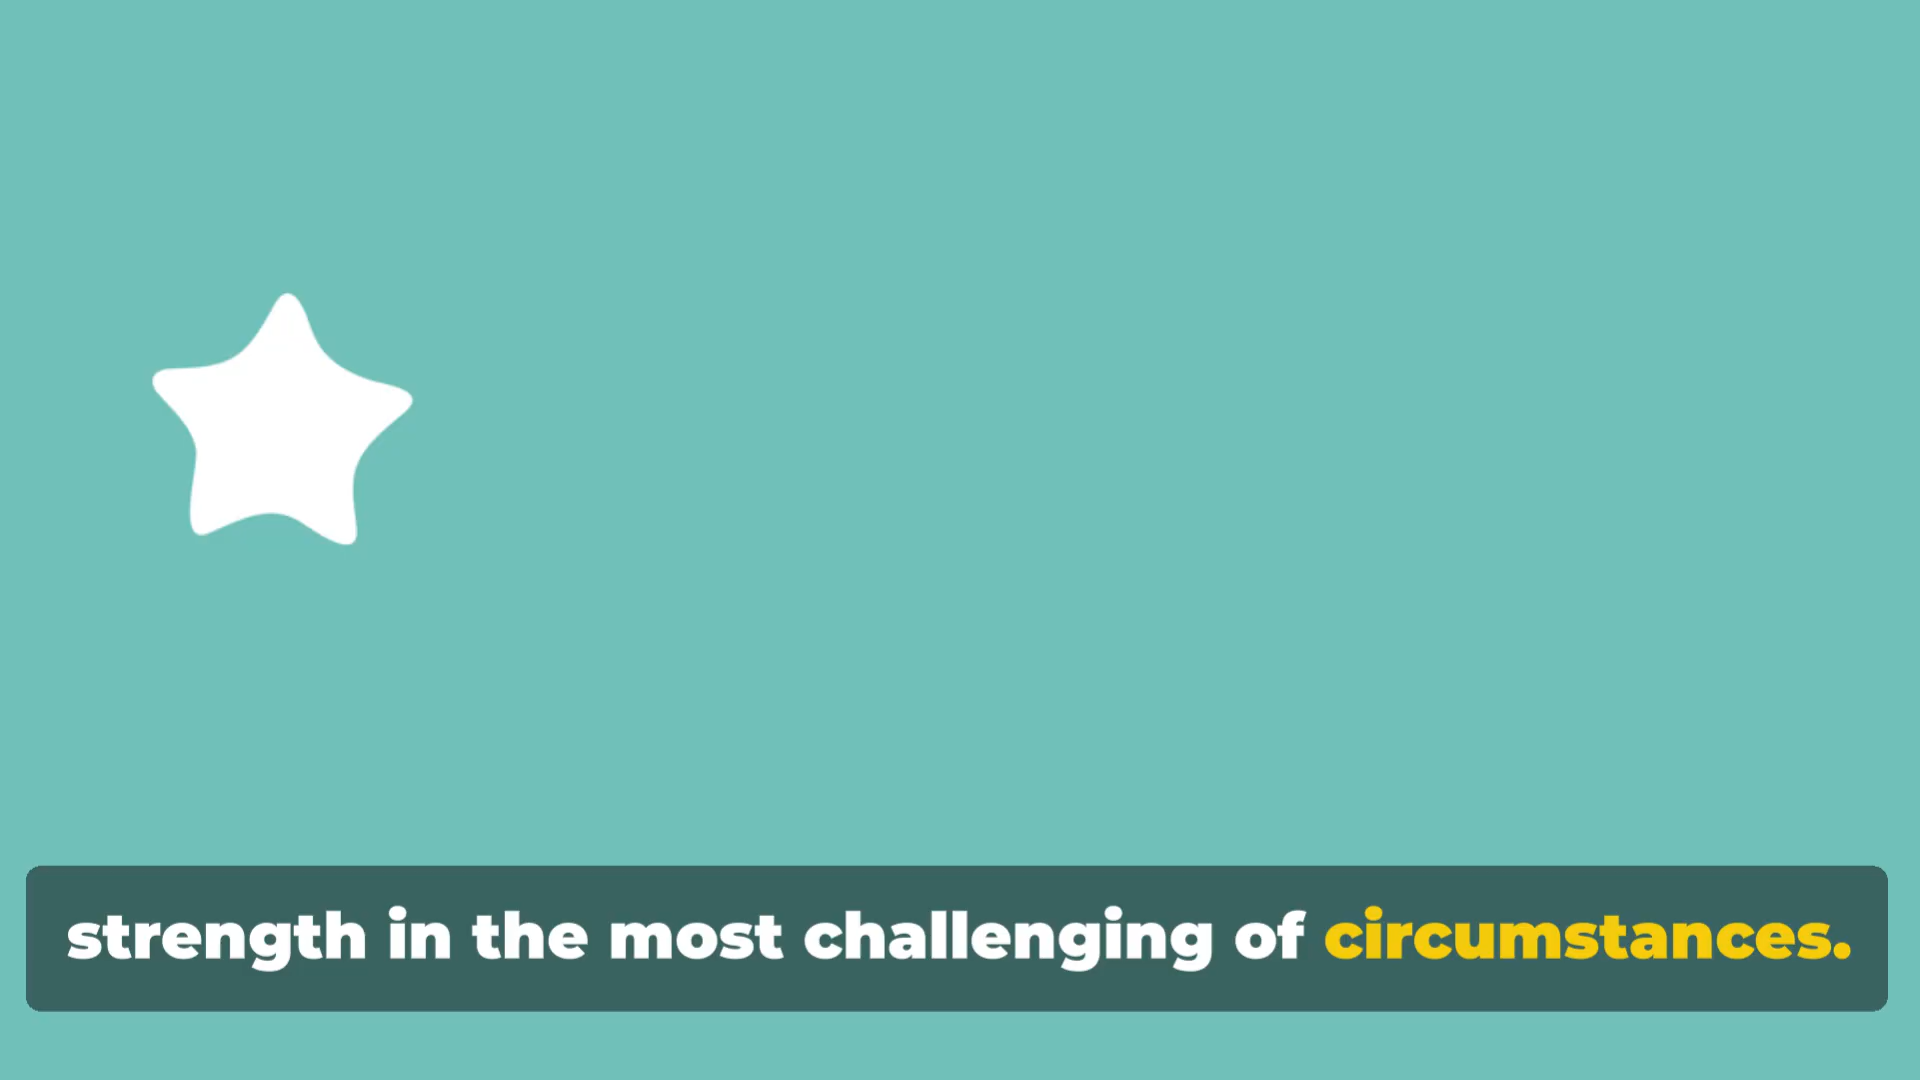 strength in the most challenging of circumstances.